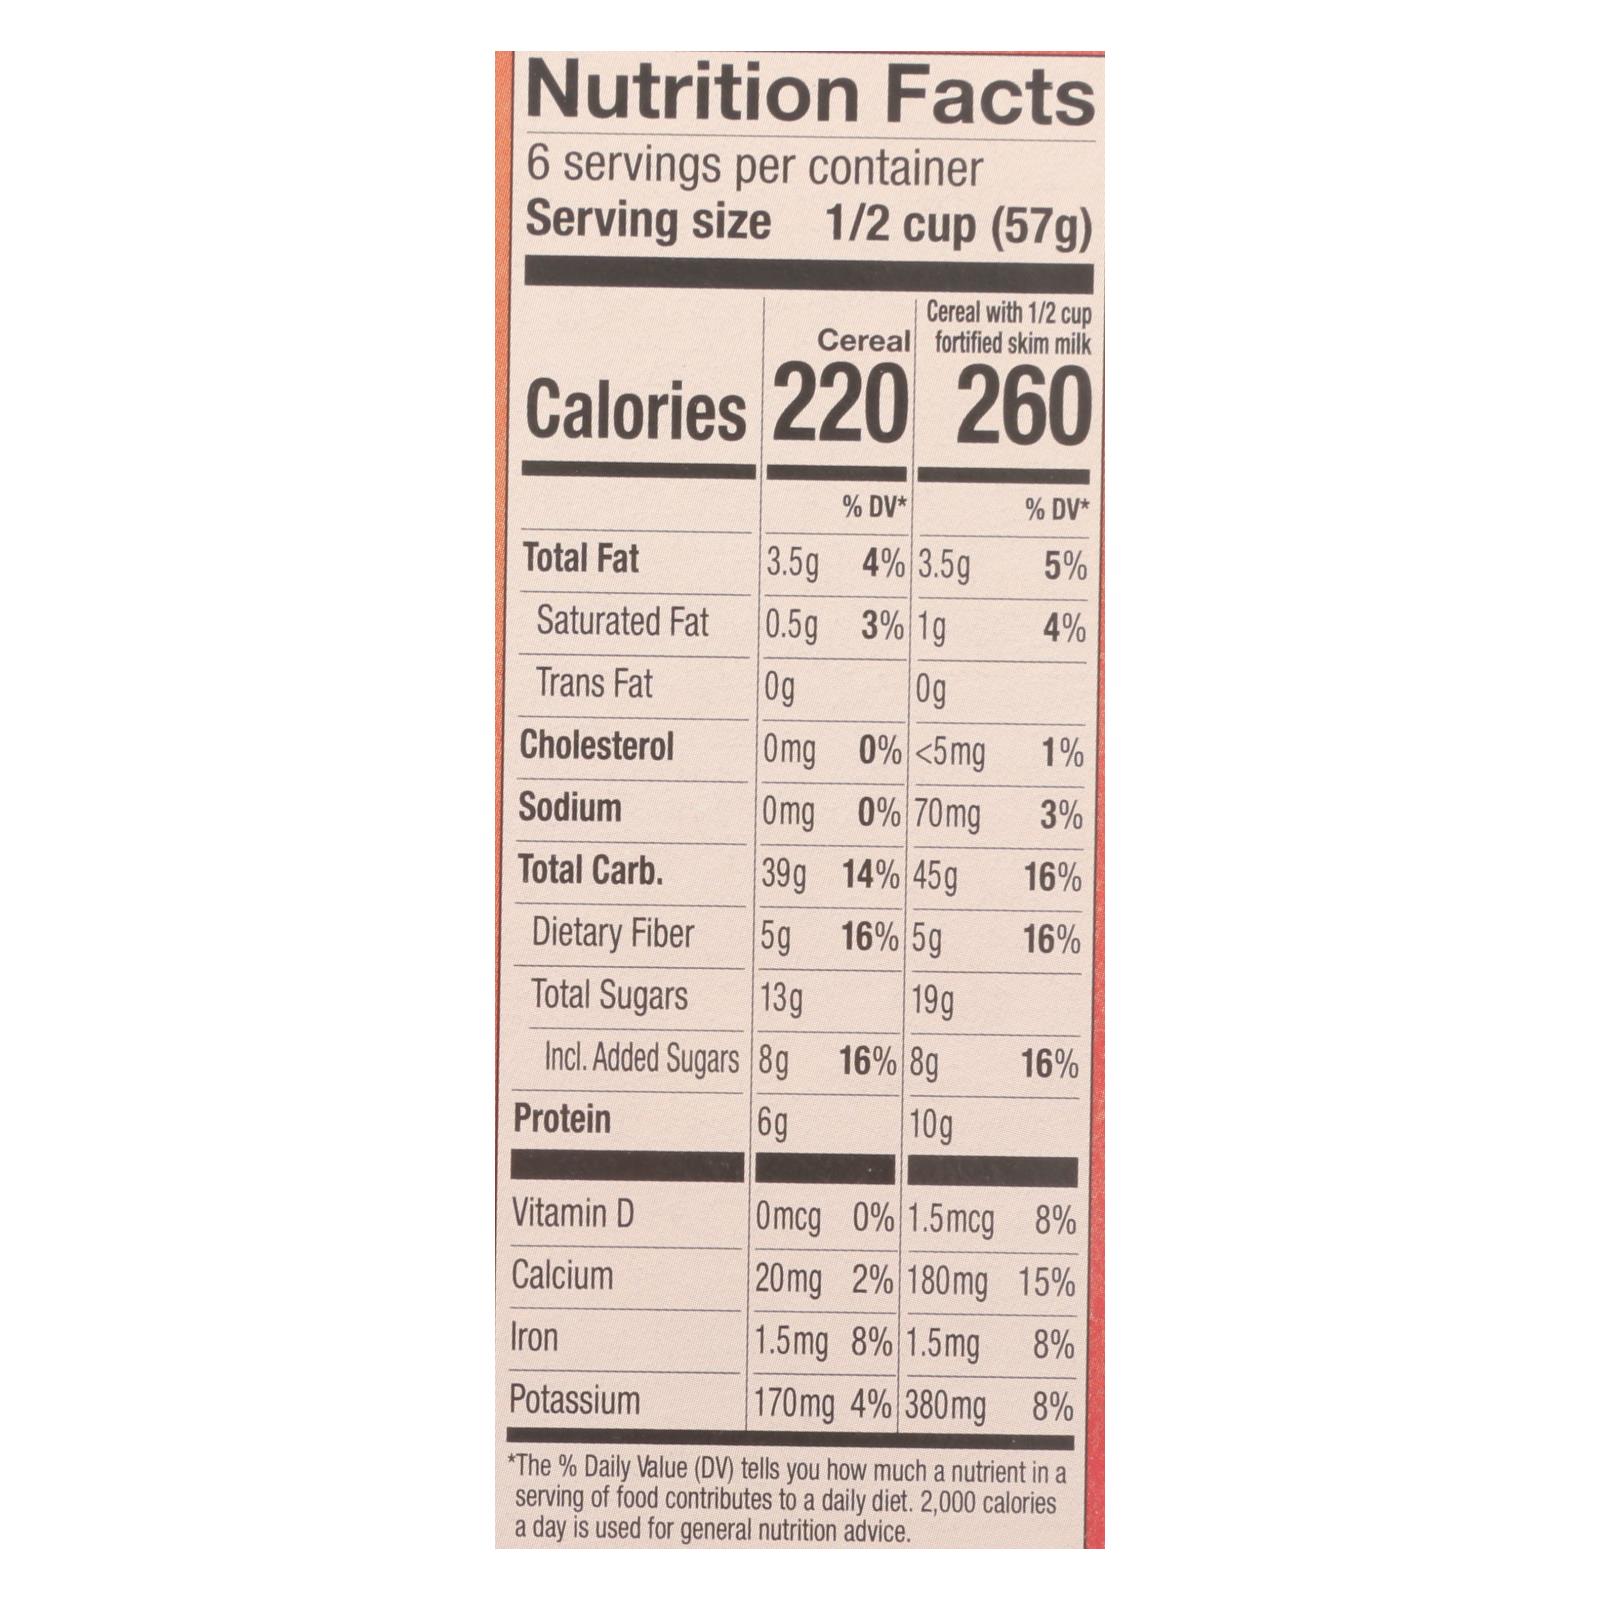 Nutrition Facts
6 servings per container
Serving size 1/2 cup (57g)
Cereal with 1/2 cup
Cereal fortified skim milk
Calories 220 260
% DV* % DV*
Total Fat 3.5g 4% 3.5g 5%
Saturated Fat 0.5g 3% 1g 4%
Trans Fat 0g 0g
Cholesterol 0mg 0% <5mg 1%
Sodium 0mg 0% 70mg 3%
Total Carb. 39g 14% 45g 16%
Dietary Fiber 5g 16% 5g 16%
Total Sugars 13g 19g
Incl. Added Sugars 8g 16% 8g 16%
Protein 6g 10g
Vitamin D 0mcg 0% 1.5mcg 8%
Calcium 20mg 2% 180mg 15%
Iron 1.5mg 8% 1.5mg 8%
Potassium 170mg 4% 380mg 8%
*The % Daily Value (DV) tells you how much a nutrient in a
serving of food contributes to a daily diet. 2,000 calories
a day is used for general nutrition advice.